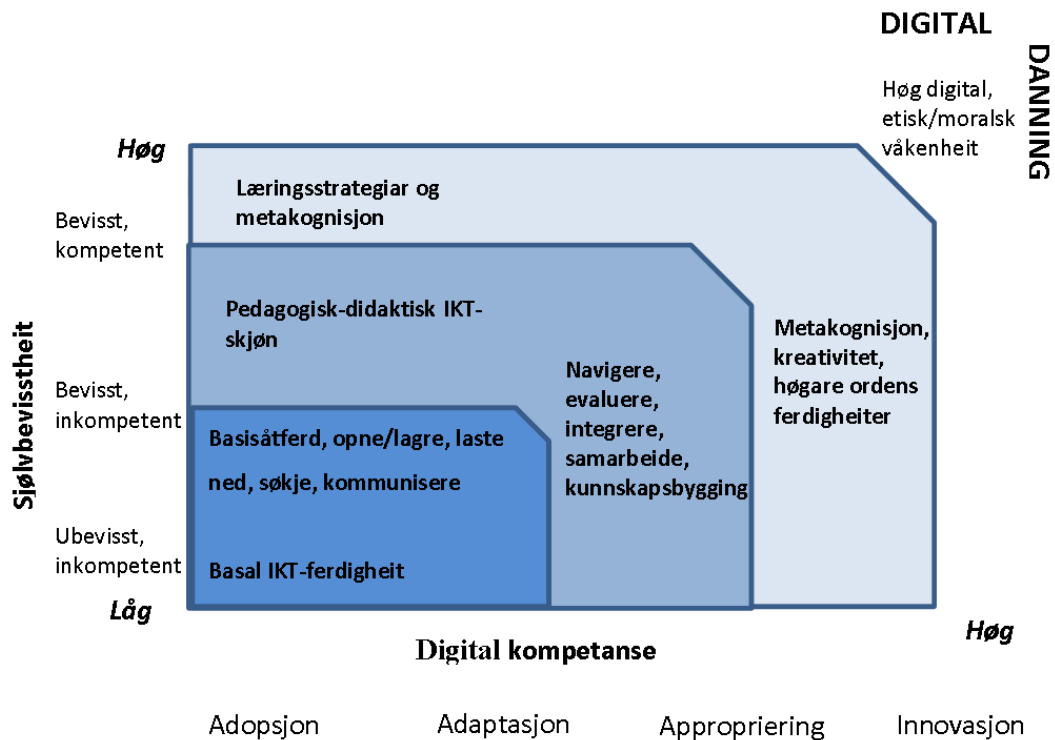 DIGITAL
DANNING
Høg digital,
etisk/moralsk
våkenheit
Høg
Læringsstrategiar og
metakognisjon
Bevisst,
kompetent
Pedagogisk-didaktisk IKT-
skjøn
Metakognisjon,
kreativitet,
høgare ordens
ferdigheiter
Navigere,
evaluere,
integrere,
samarbeide,
kunnskapsbygging
Sjølvbevisstheit
Bevisst,
inkompetent
Basisåtferd, opne/lagre, laste
ned, søkje, kommunisere
Ubevisst,
inkompetent
Basal IKT-ferdigheit
Låg
Høg
Digital kompetanse
Adopsjon
Adaptasjon
Appropriering
Innovasjon